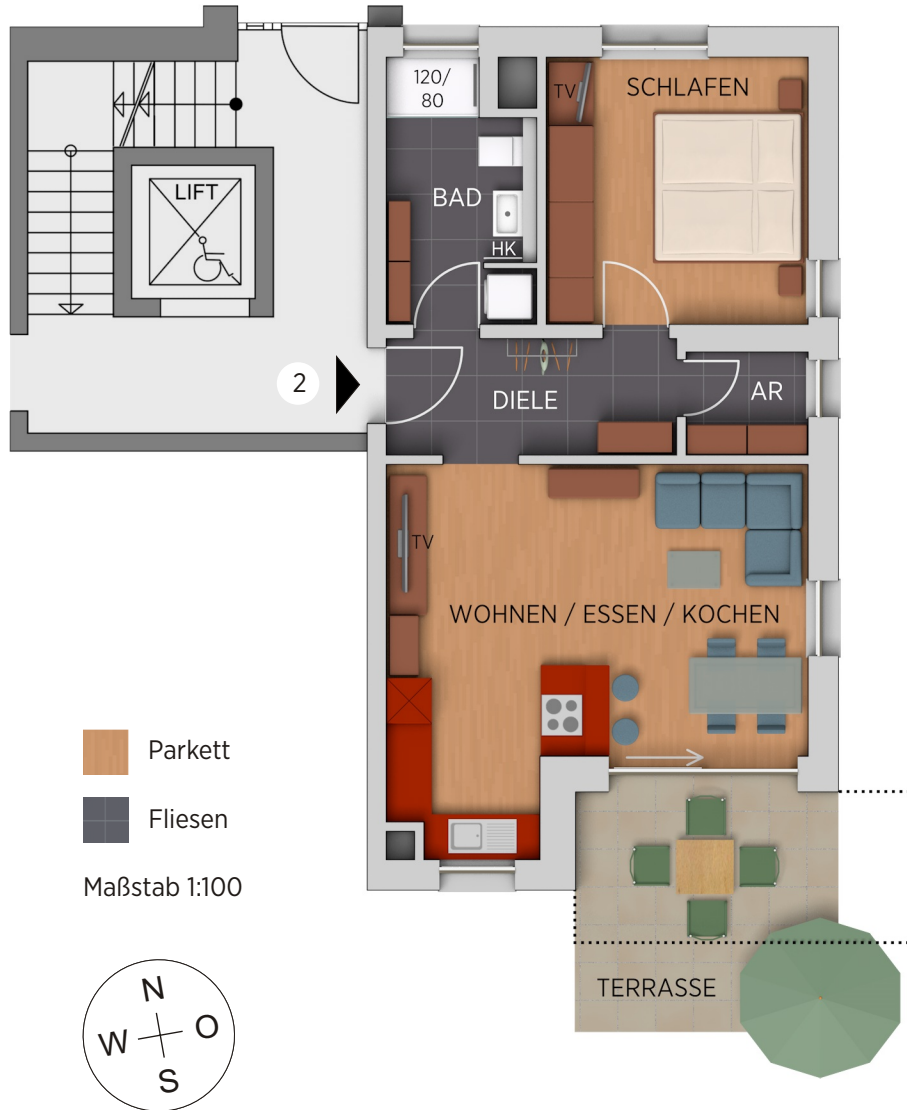 120/
80
TV
SCHLAFEN
LIFT
BAD
HK
2
DIELE
AR
TV
WOHNEN / ESSEN / KOCHEN
Parkett
Fliesen
Maßstab 1:100
TERRASSE
N
W
O
S